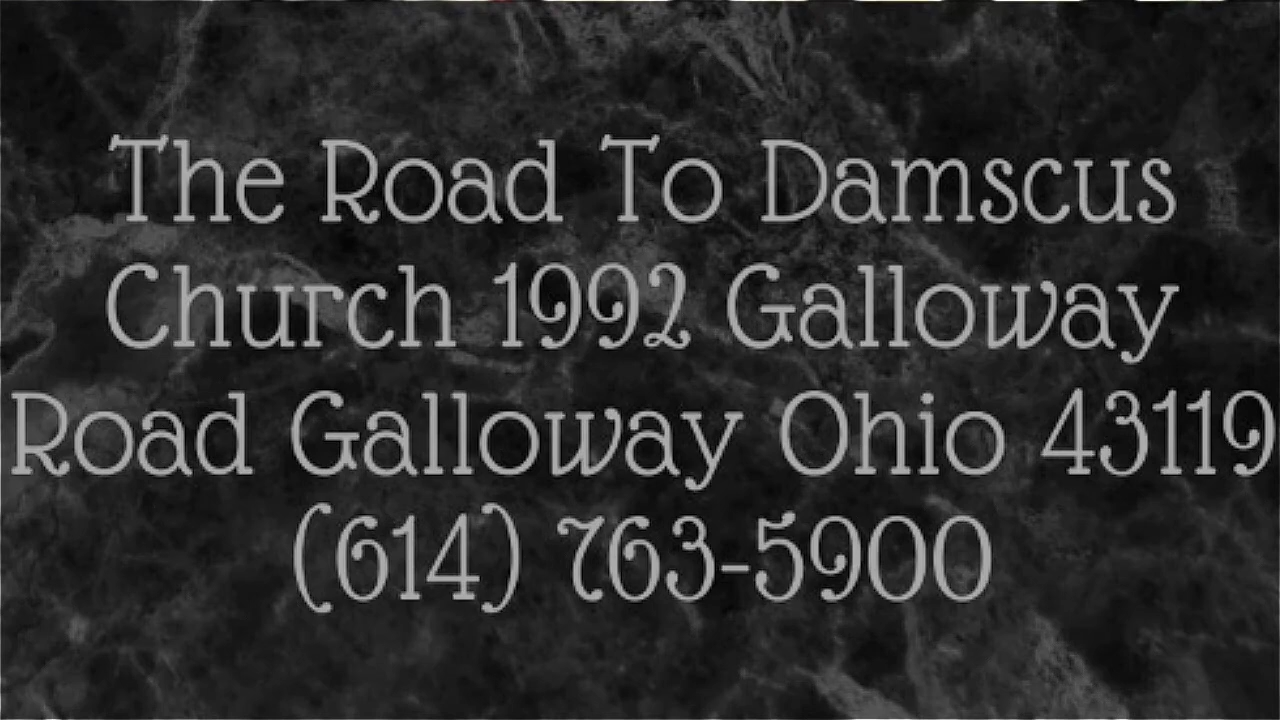 The Road To Damscus
Church 1992 Galloway
Road Galloway Ohio 43119
(614) 763-5900